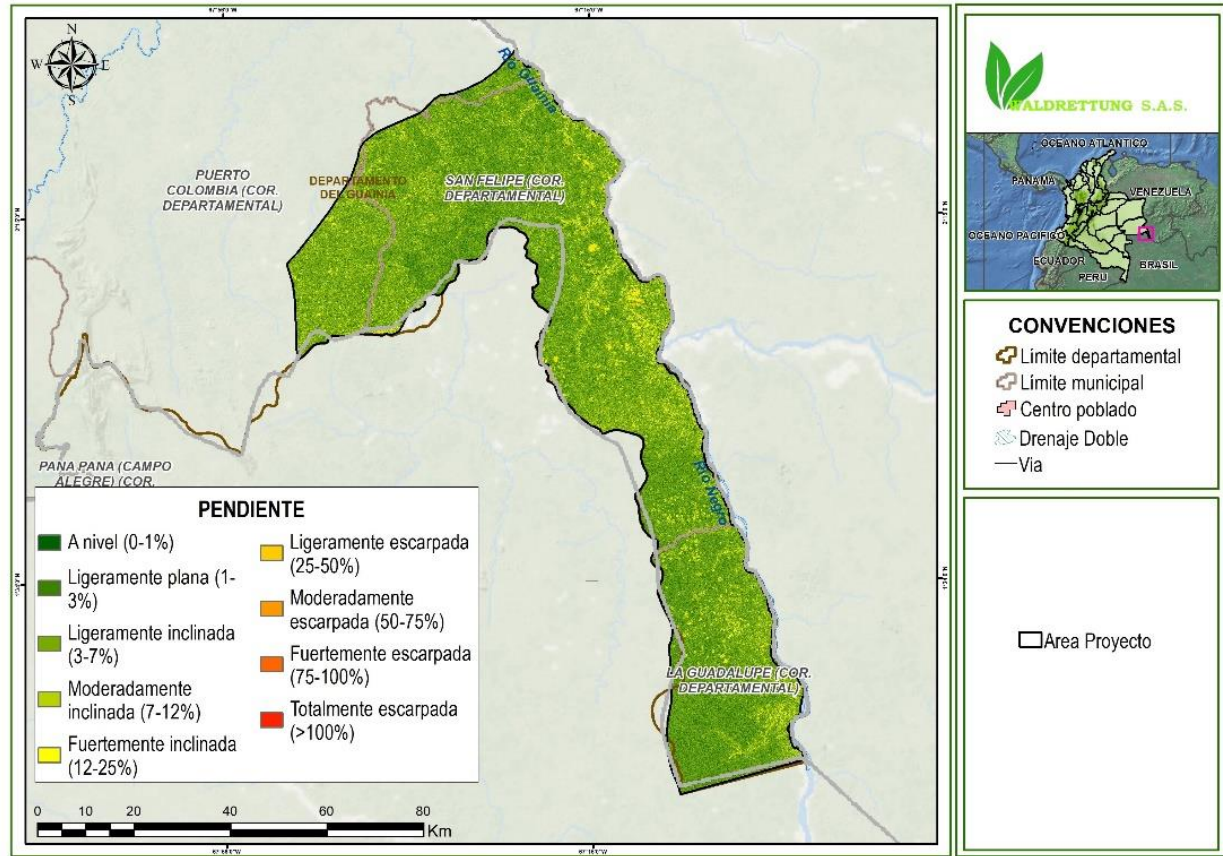 N
W
E
S
Río Guainía
PUERTO
COLOMBIA (COR.
DEPARTAMENTAL)
DEPARTAMENTO
DEL GUAINIA
SAN FELIPE (COR.
DEPARTAMENTAL)
PANA PANA (CAMPO
ALEGRE) (COR.
Río Negro
LA GUADALUPE (COR.
DEPARTAMENTAL)
PENDIENTE
A nivel (0-1%)
Ligeramente plana (1-
3%)
Ligeramente inclinada
(3-7%)
Moderadamente
inclinada (7-12%)
Fuertemente inclinada
(12-25%)
Ligeramente escarpada
(25-50%)
Moderadamente
escarpada (50-75%)
Fuertemente escarpada
(75-100%)
Totalmente escarpada
(>100%)
0 10 20 40 60 80
Km
WALDRETTUNG S.A.S.
OCEANO ATLANTICO
PANAMA
VENEZUELA
OCEANO PACIFICO
ECUADOR
BRASIL
PERU
CONVENCIONES
Límite departamental
Límite municipal
Centro poblado
Drenaje Doble
Via
Area Proyecto